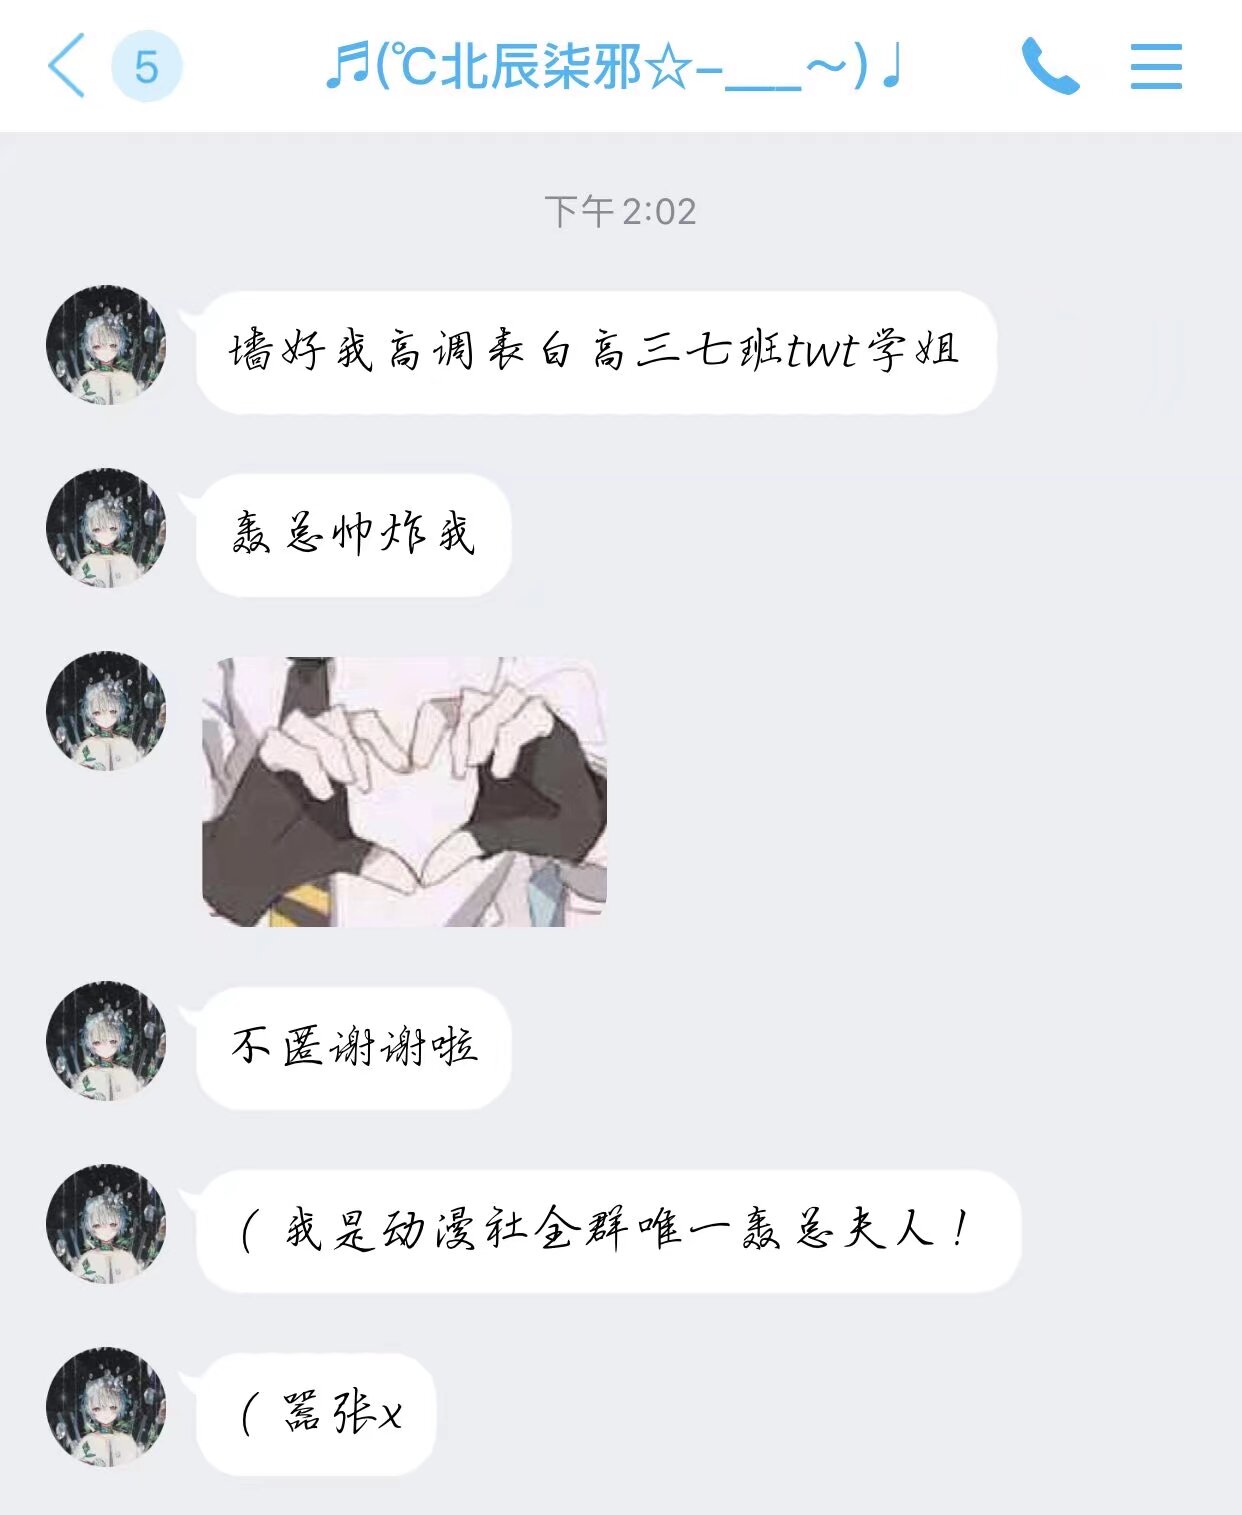 5
♬(℃北辰柒邪☆–___～)♩
下午 2:02
墙好我高调表白高三七班twt学姐
轰总帅炸我
不匿谢谢啦
（我是动漫社全群唯一轰总夫人！
（嚣张x